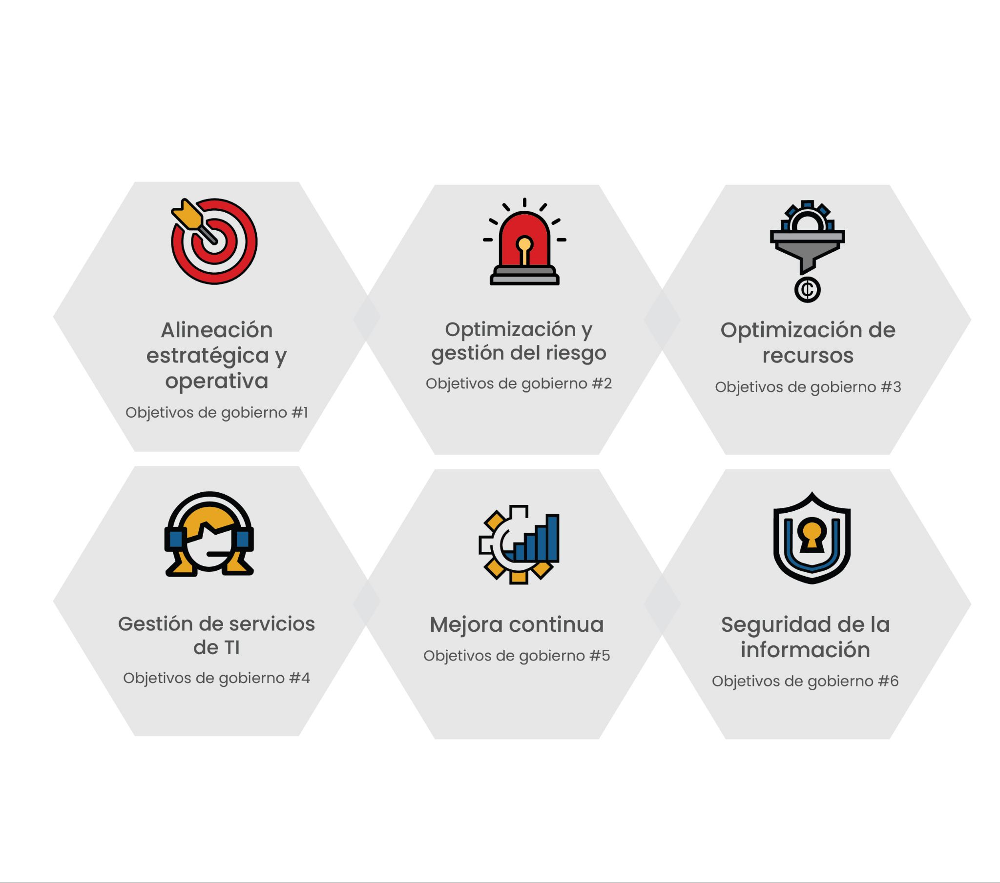 Alineación
estratégica y
operativa
Objetivos de gobierno #1
Optimización y
gestión del riesgo
Objetivos de gobierno #2
Optimización de
recursos
Objetivos de gobierno #3
Gestión de servicios
de TI
Objetivos de gobierno #4
Mejora continua
Objetivos de gobierno #5
Seguridad de la
información
Objetivos de gobierno #6